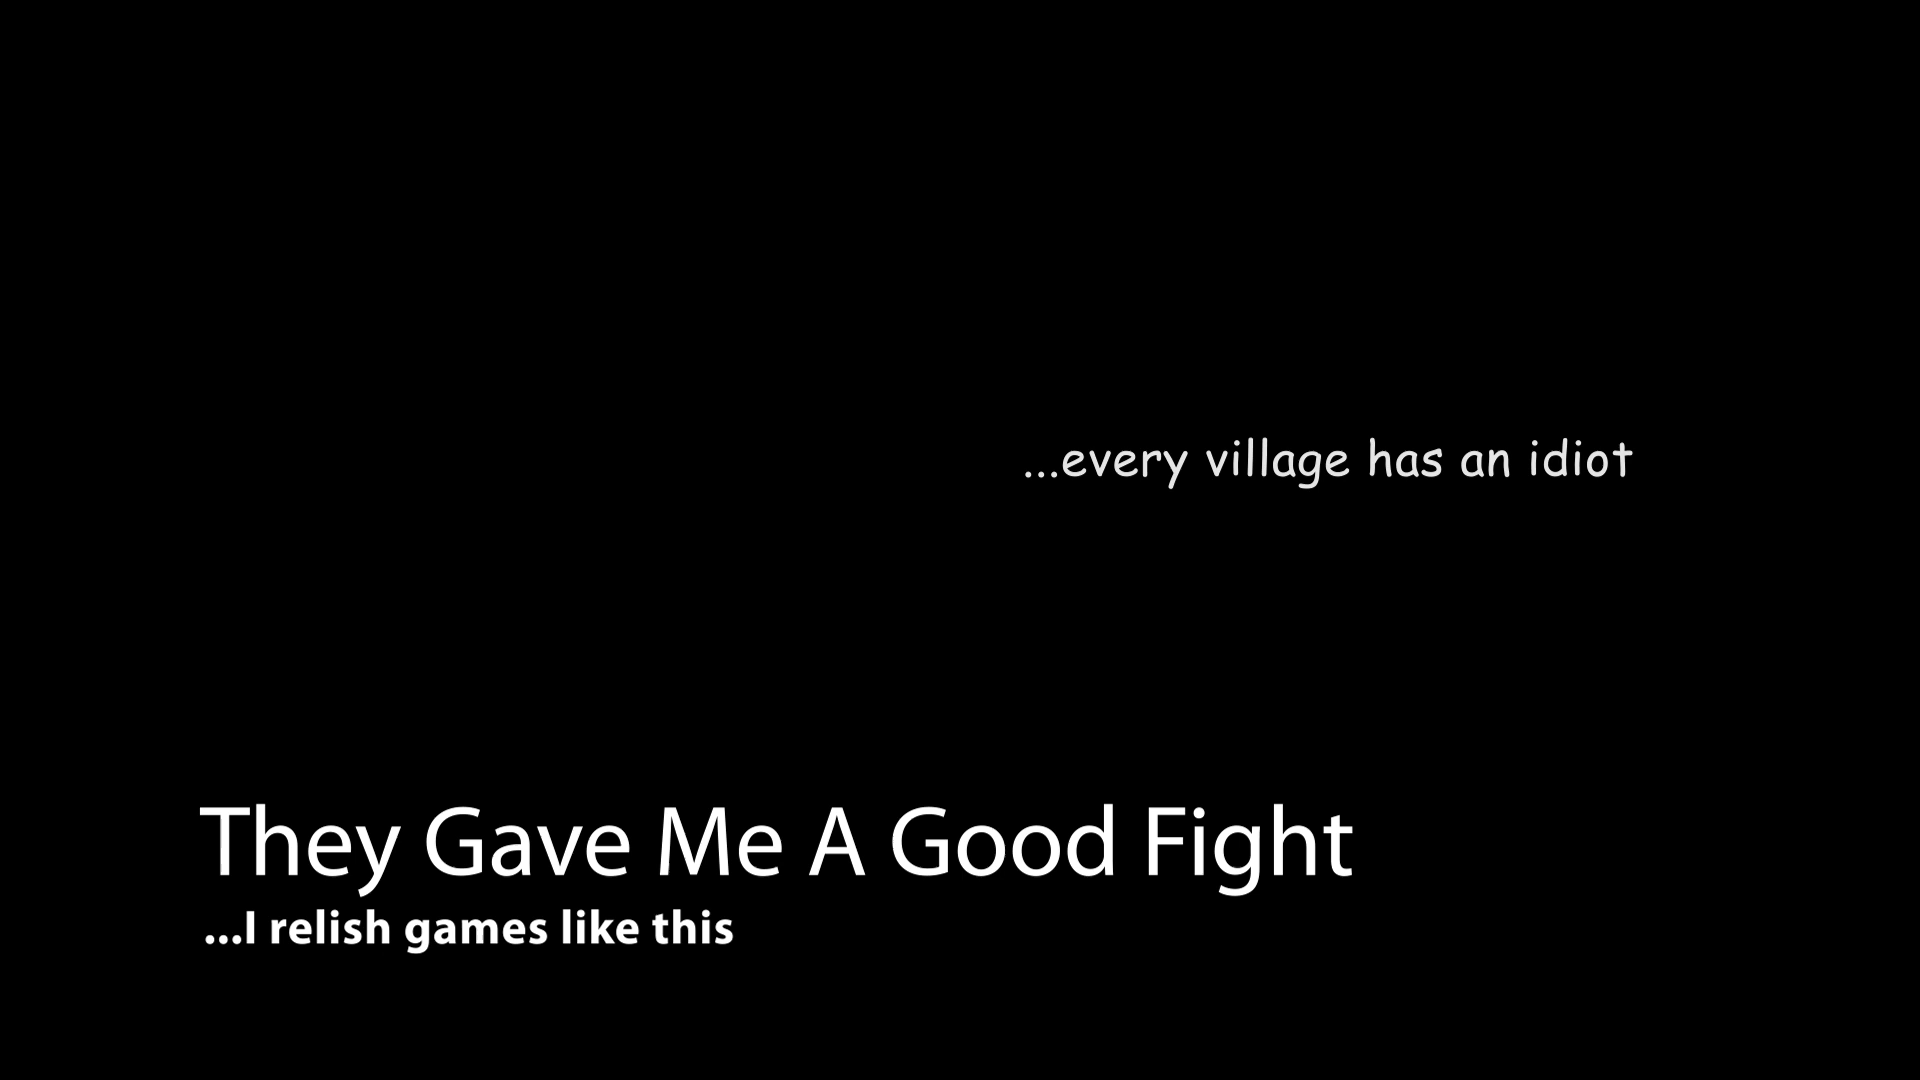 ...every village has an idiot
They Gave Me A Good Fight
...I relish games like this